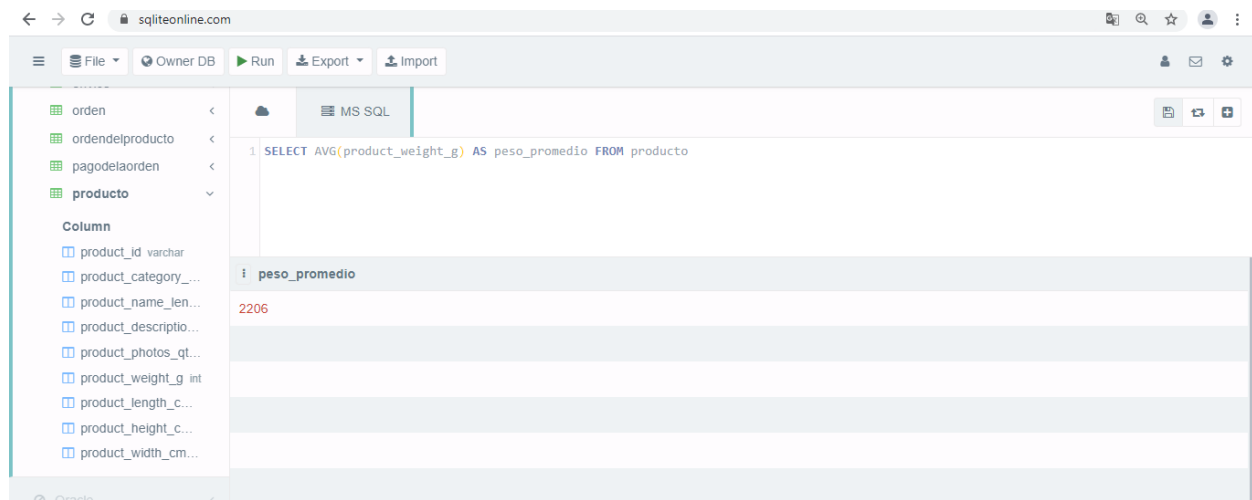 sqliteonline.com
File Owner DB Run Export Import
orden
ordendelproducto
pagodelaorden
producto
Column
product_id varchar
product_category_...
product_name_len...
product_descriptio...
product_photos_qt...
product_weight_g int
product_length_c...
product_height_c...
product_width_cm...
Oracle
MS SQL
1 SELECT AVG(product_weight_g) AS peso_promedio FROM producto
peso_promedio
2206